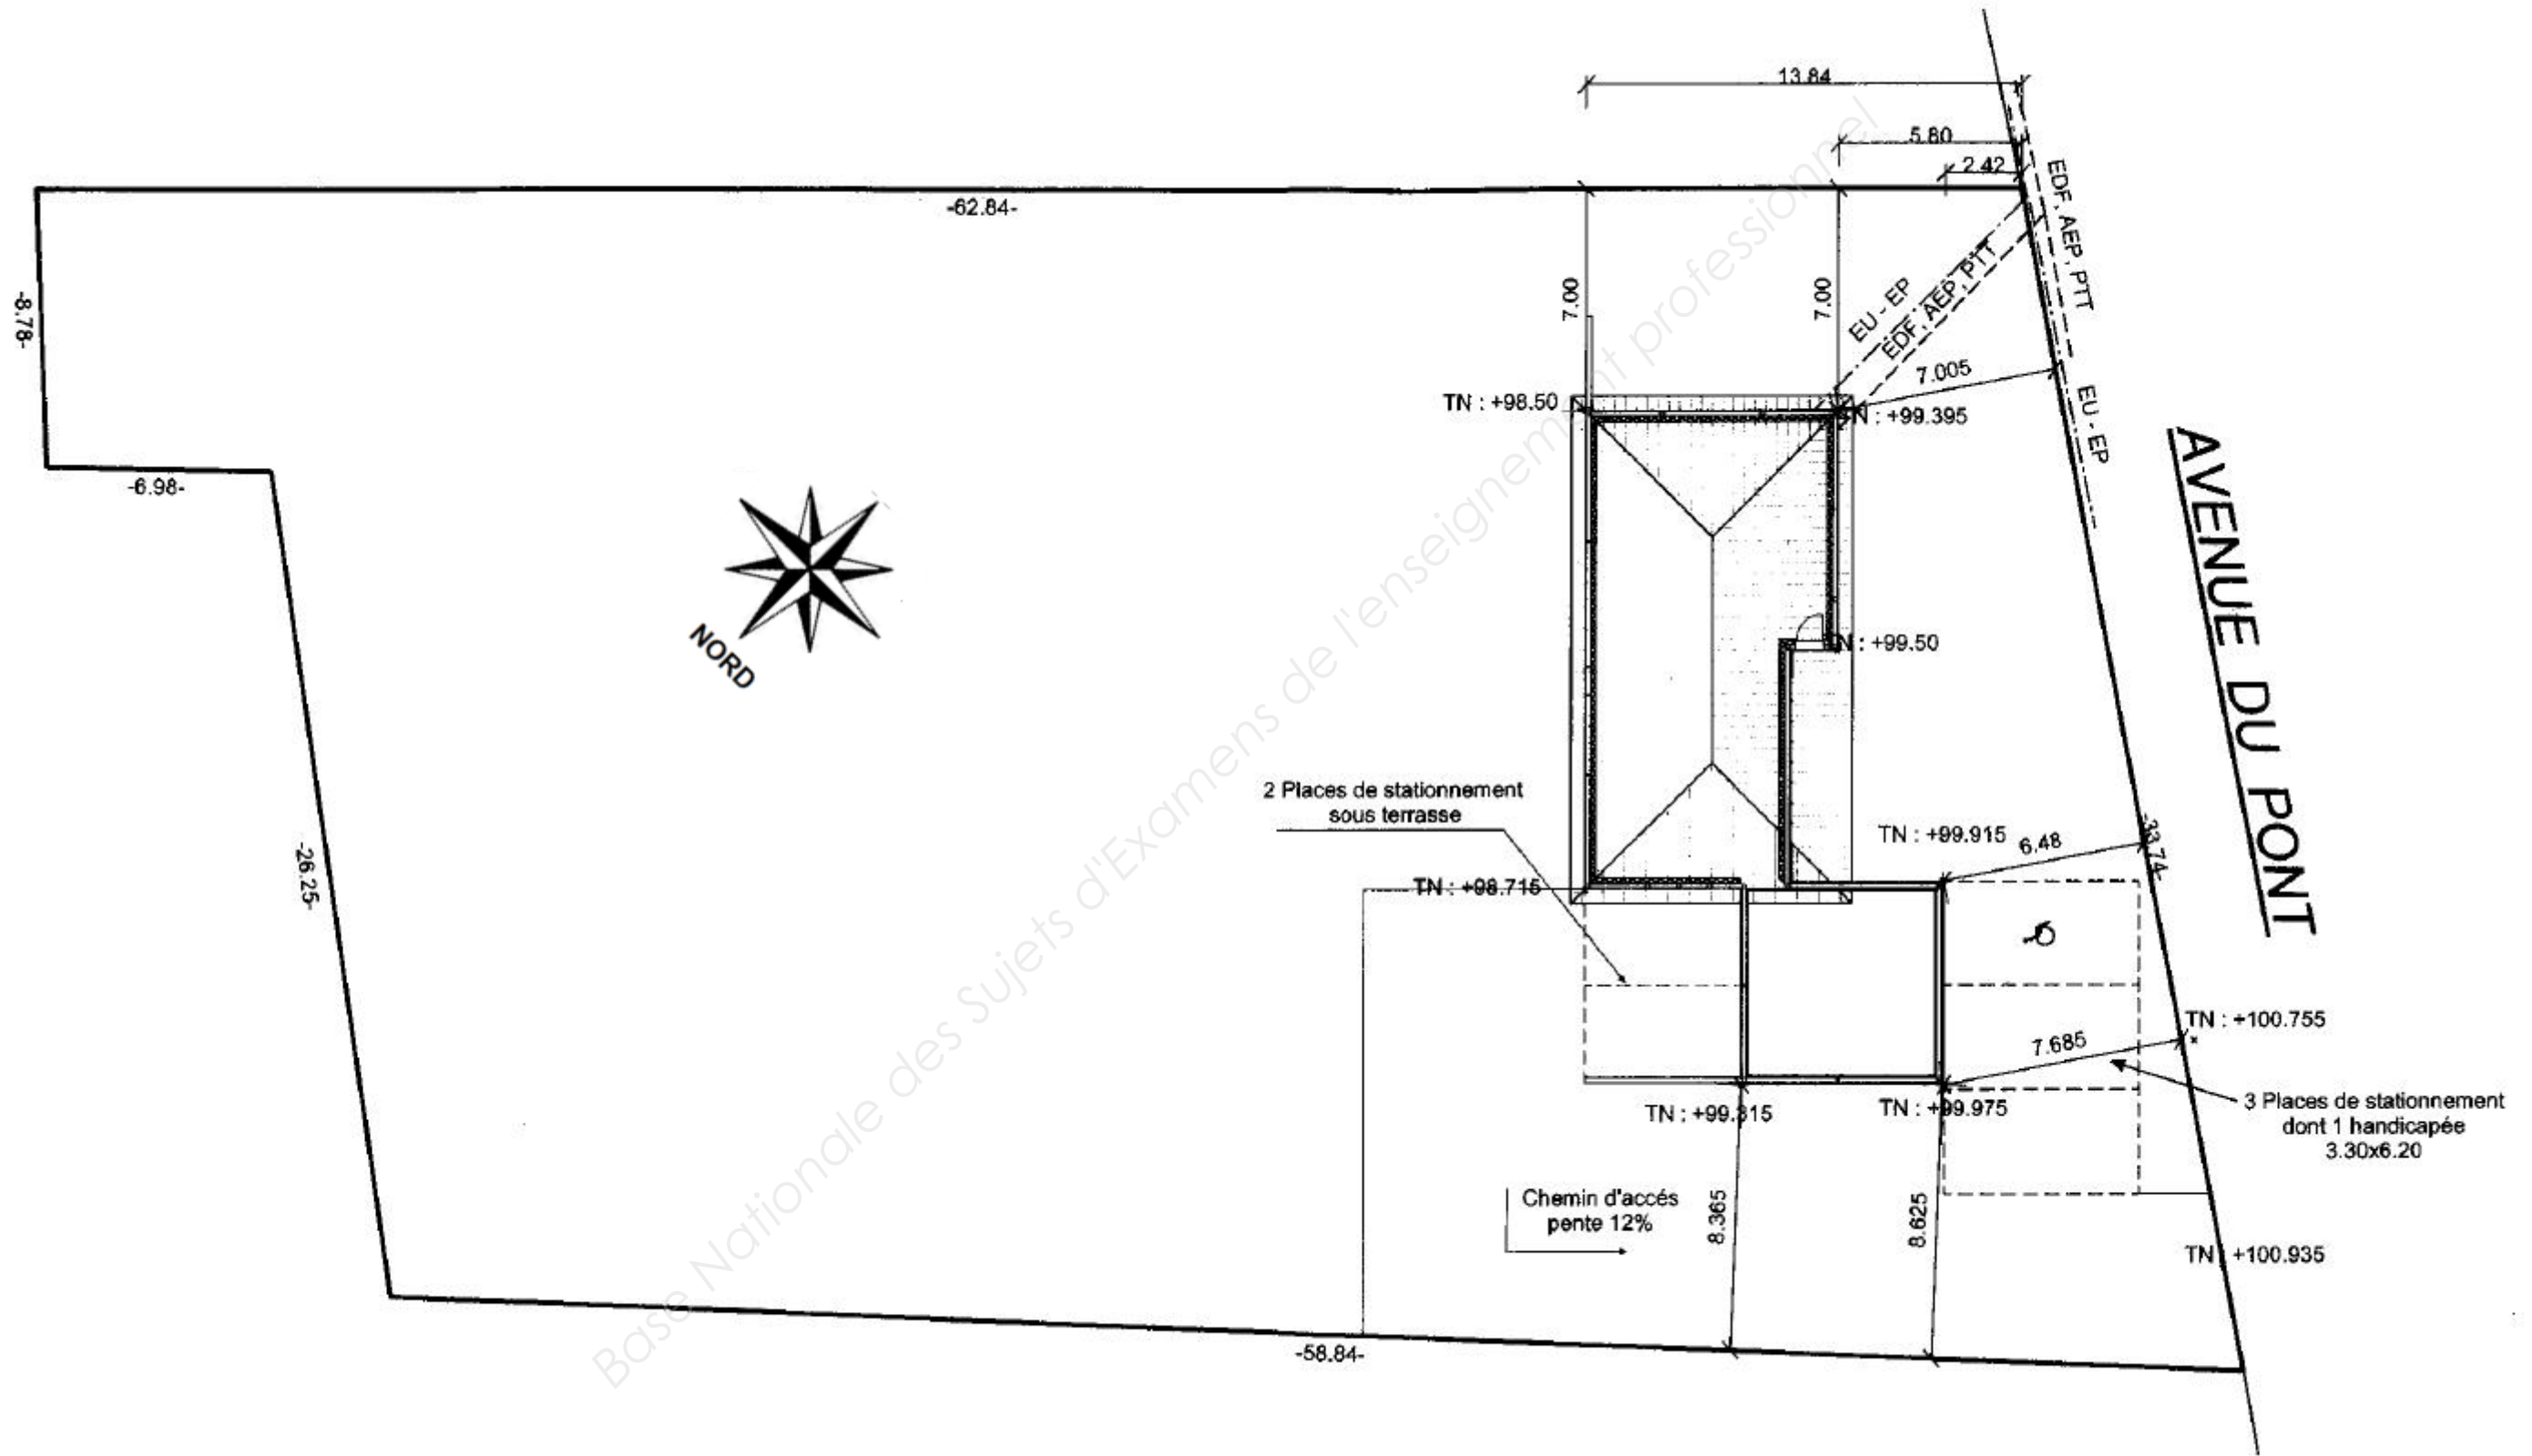 13.84
5.80
2.42
-62.84-
EDF, AEP, PTT
EU - EP
EDF, AEP, PTT
7.00
7.00
-8.78-
7.005
EU - EP
TN : +98.50
TN : +99.395
-6.98-
AVENUE DU PONT
NORD
TN : +99.50
2 Places de stationnement
sous terrasse
TN : +99.915
6.48
-33.74-
-26.25-
TN : +98.715
TN : +100.755
7.685
TN : +99.315
TN : +99.975
3 Places de stationnement
dont 1 handicapée
3.30x6.20
Chemin d'accés
pente 12%
8.365
8.625
TN : +100.935
-58.84-
Base Nationale des Sujets d'Examens de l'enseignement professionnel